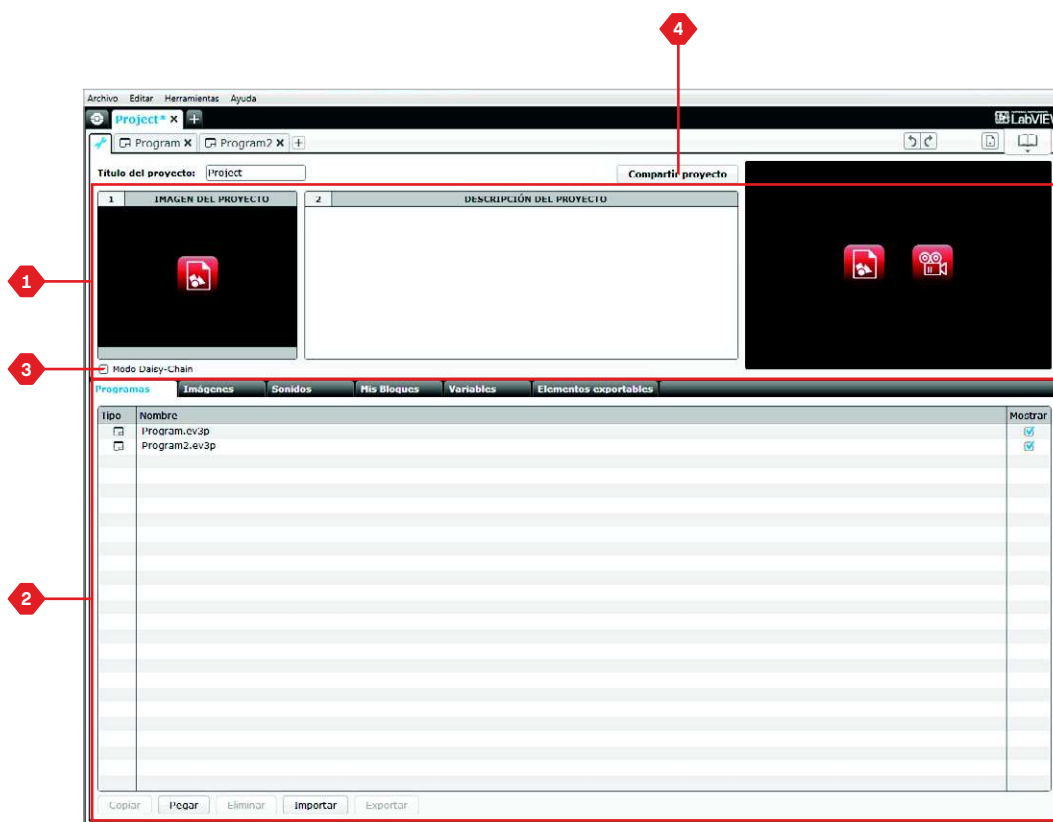 4
Archivo Editar Herramientas Ayuda
Project* LabVIEW
Program Program2
Título del proyecto: Project Compartir proyecto
1 IMAGEN DEL PROYECTO 2 DESCRIPCIÓN DEL PROYECTO
1
3 Modo Daisy-Chain
Programas Imágenes Sonidos Mis Bloques Variables Elementos exportables
Tipo Nombre Mostrar
Program.ev3p
Program2.ev3p
2
Copiar Pegar Eliminar Importar Exportar